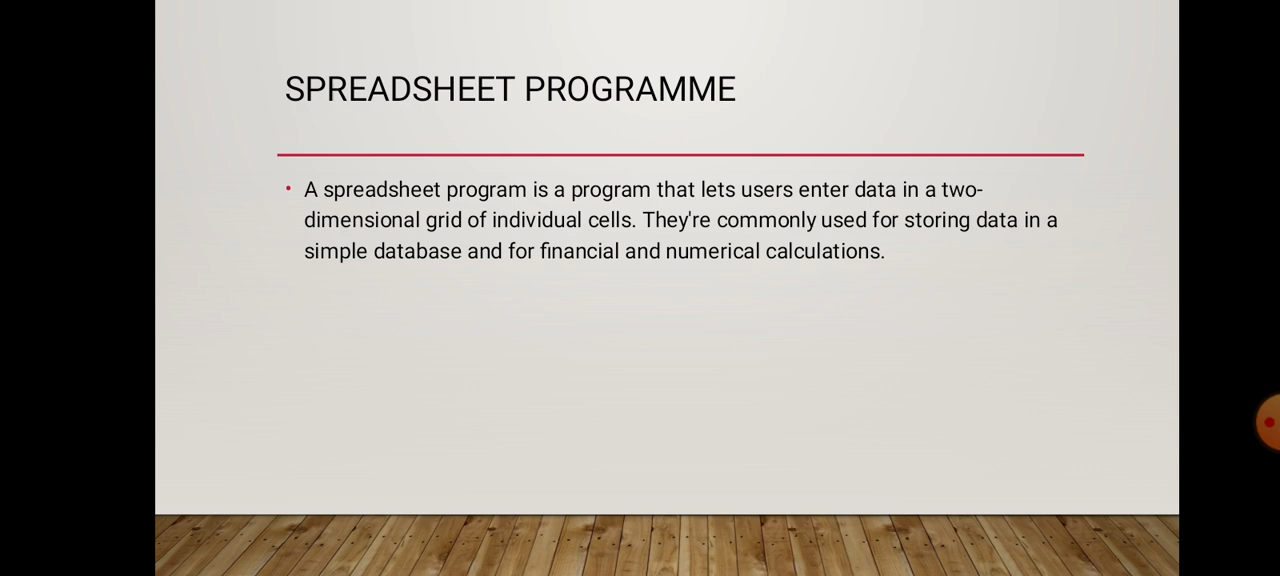 SPREADSHEET PROGRAMME
• A spreadsheet program is a program that lets users enter data in a two-
dimensional grid of individual cells. They're commonly used for storing data in a
simple database and for financial and numerical calculations.